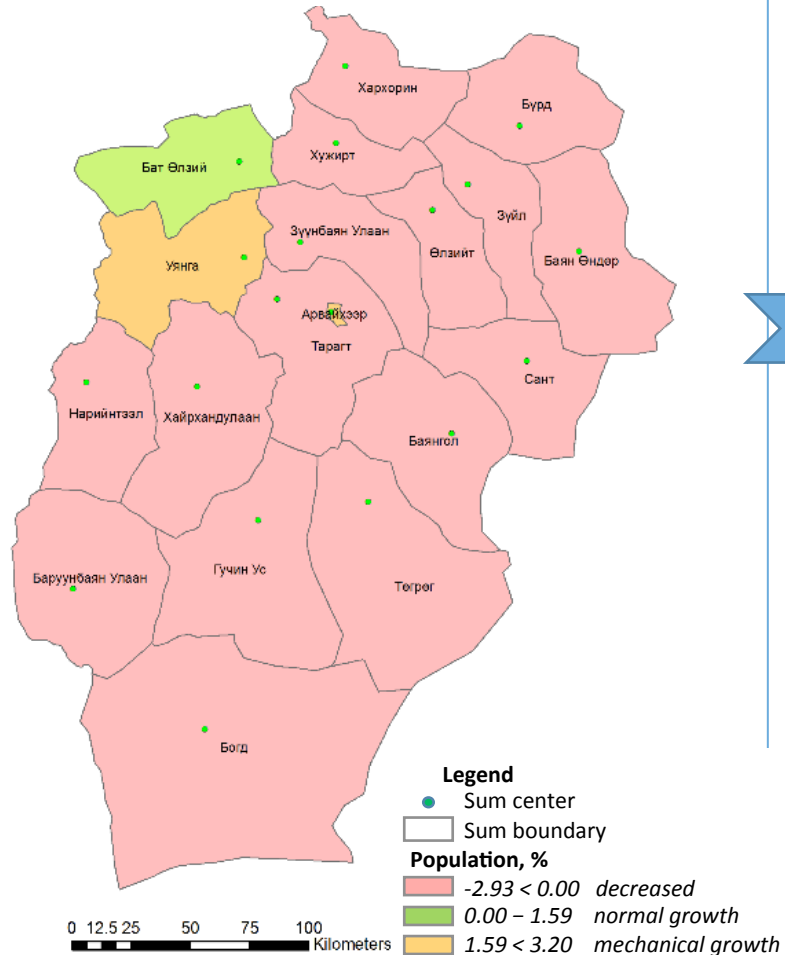 Хархорин
Бүрд
Хужирт
Бат Өлзий
Зүйл
Зүүнбаян Улаан
Өлзийт
Баян Өндөр
Уянга
Арвайхээр
Тарагт
Сант
Нарийнтээл
Хайрхандулаан
Баянгол
Гучин Ус
Баруунбаян Улаан
Төгрөг
Богд
Legend
Sum center
Sum boundary
Population, %
-2.93 < 0.00 decreased
0.00 – 1.59 normal growth
1.59 < 3.20 mechanical growth
0 12.5 25 50 75 100
Kilometers